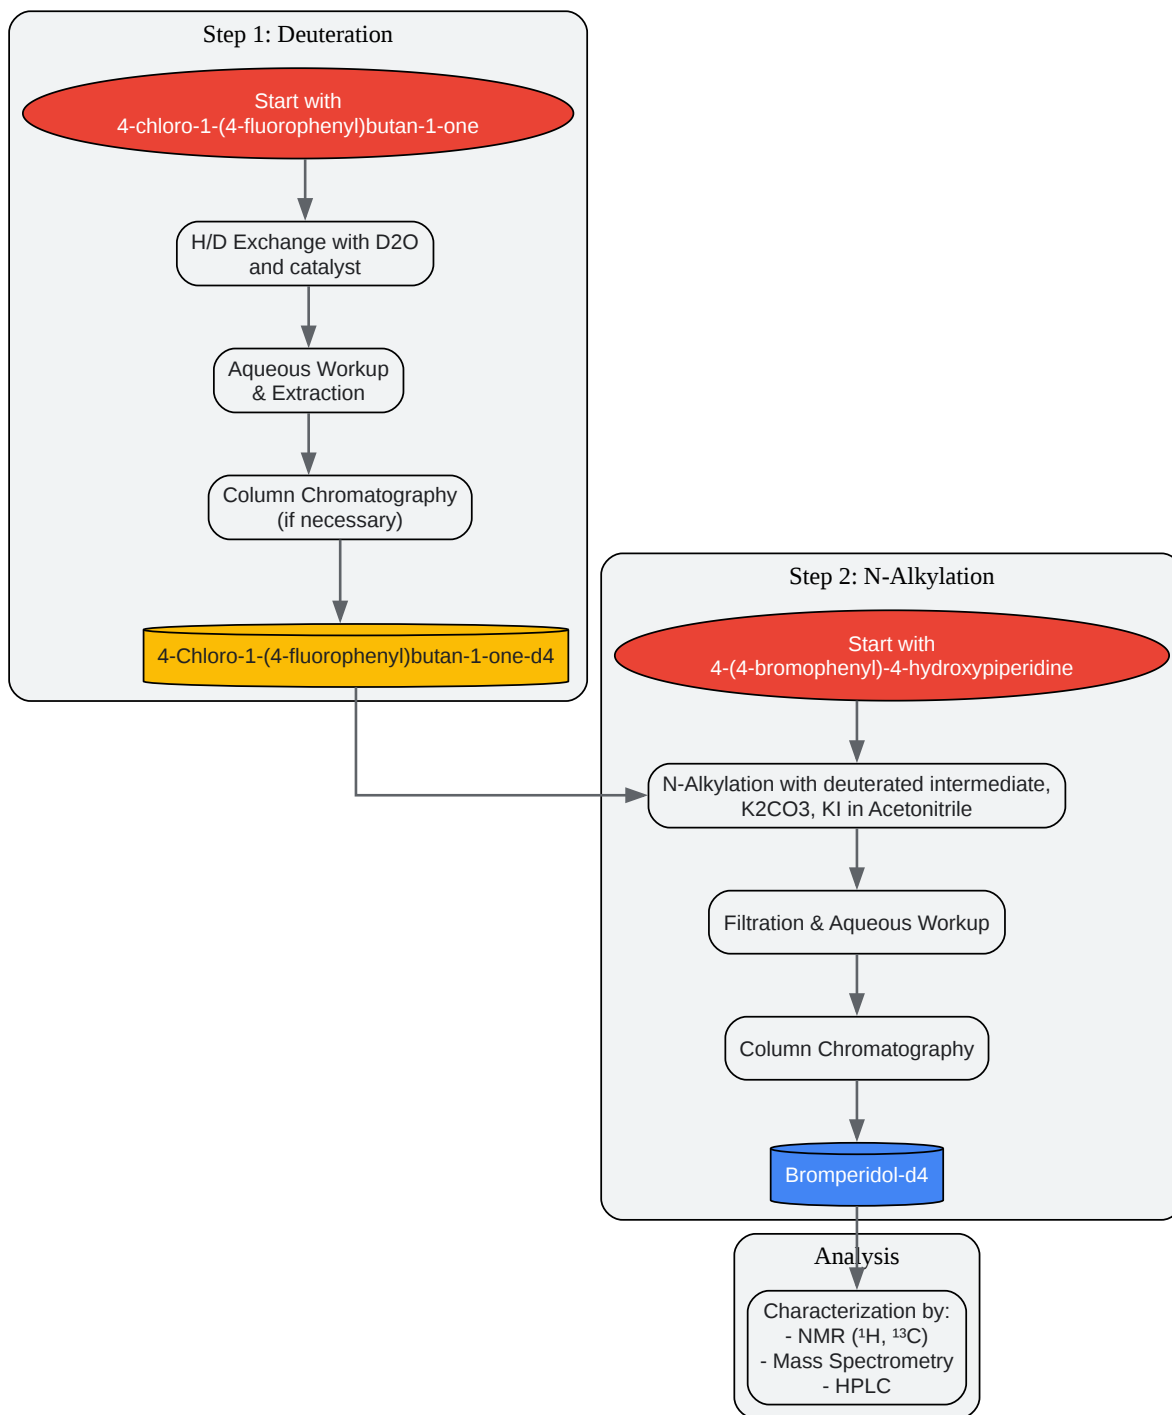 Step 1: Deuteration
Start with
4-chloro-1-(4-fluorophenyl)butan-1-one
H/D Exchange with D2O
and catalyst
Aqueous Workup
& Extraction
Column Chromatography
(if necessary)
4-Chloro-1-(4-fluorophenyl)butan-1-one-d4
Step 2: N-Alkylation
Start with
4-(4-bromophenyl)-4-hydroxypiperidine
N-Alkylation with deuterated intermediate,
K2CO3, KI in Acetonitrile
Filtration & Aqueous Workup
Column Chromatography
Bromperidol-d4
Analysis
Characterization by:
- NMR (¹H, ¹³C)
- Mass Spectrometry
- HPLC